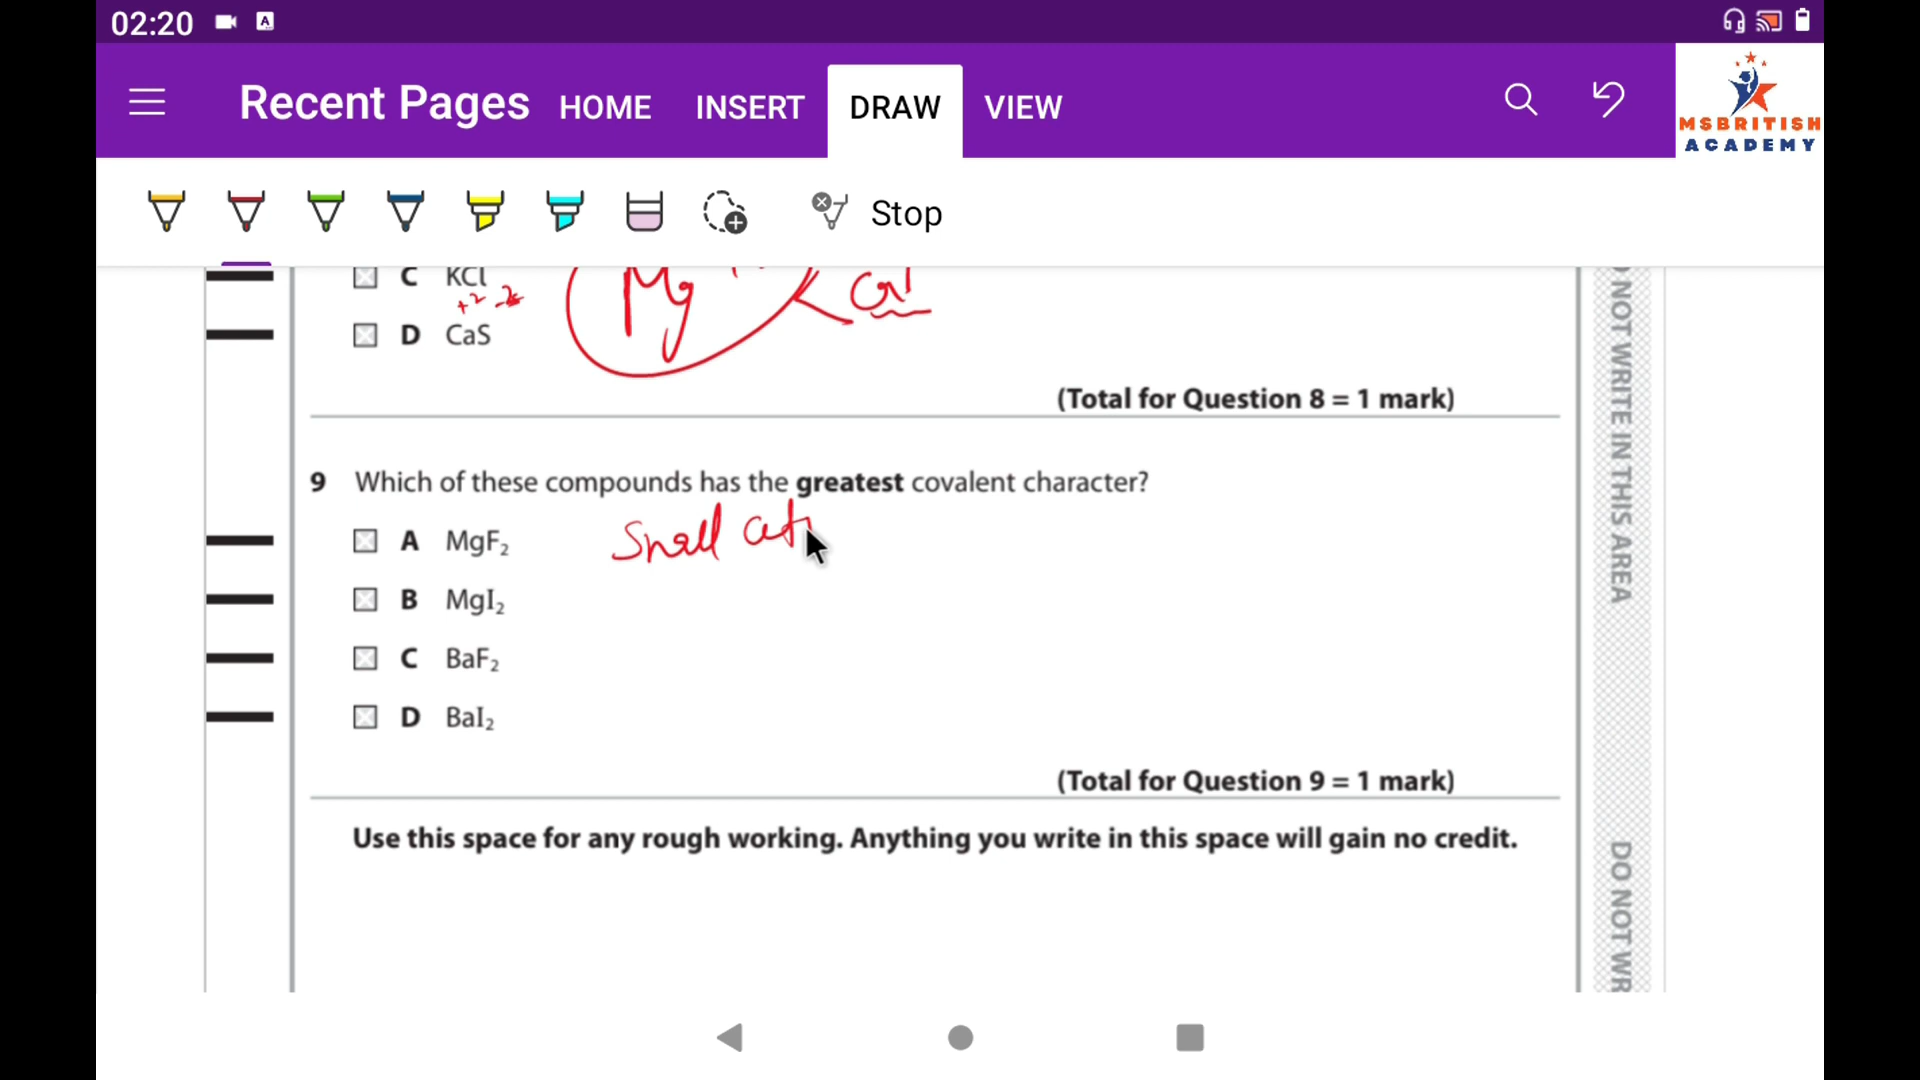 02:20 A
Recent Pages HOME INSERT DRAW VIEW
MSBRITISH
ACADEMY
Stop
C KCl
+2 -2
D CaS
Mg
(Total for Question 8 = 1 mark)
9 Which of these compounds has the greatest covalent character?
Small cat
A MgF₂
B MgI₂
C BaF₂
D BaI₂
(Total for Question 9 = 1 mark)
Use this space for any rough working. Anything you write in this space will gain no credit.
NOT WRITE IN THIS AREA
DO NOT WR